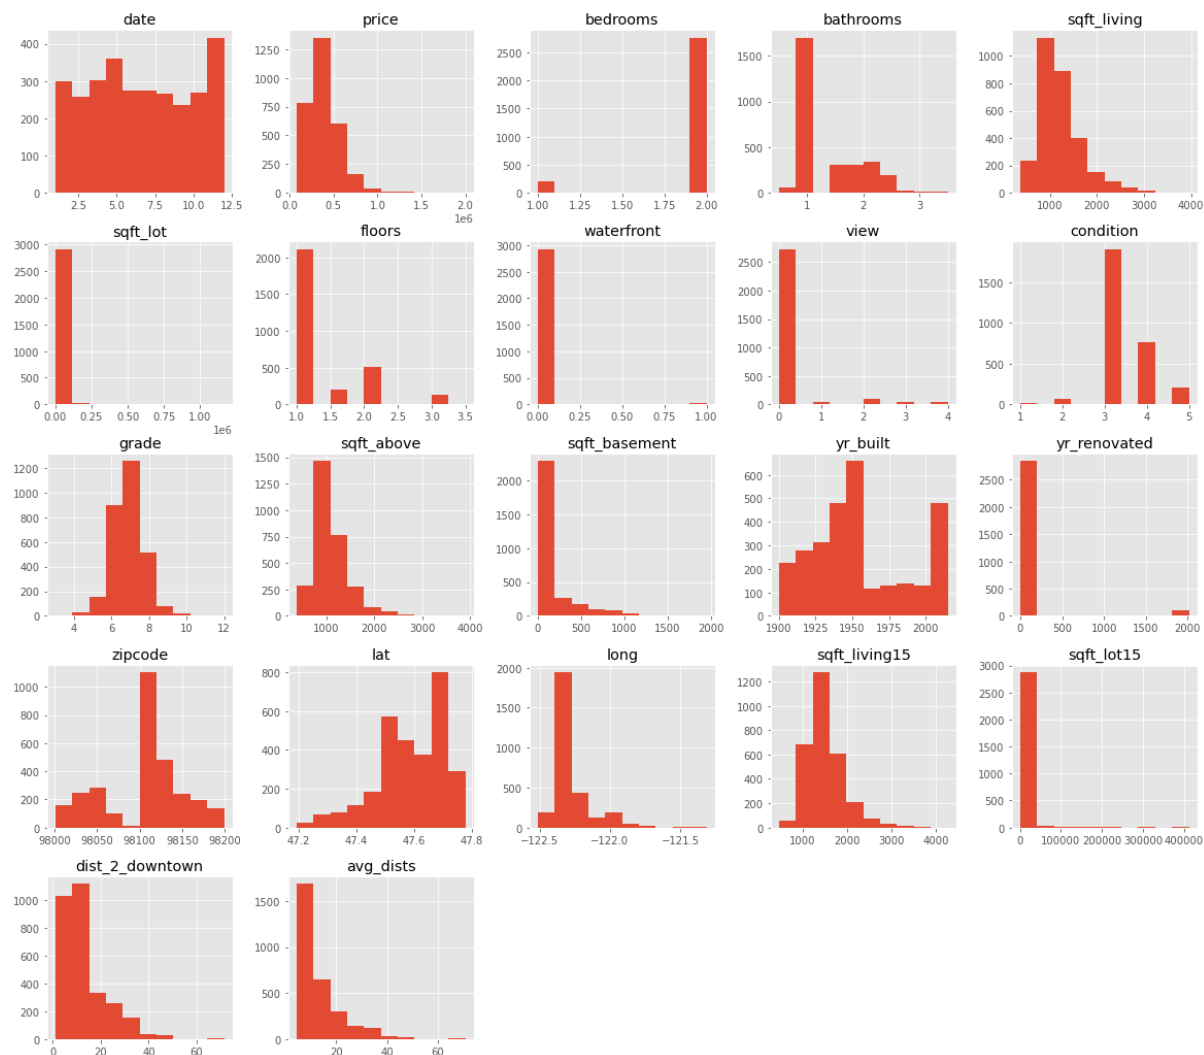 date price bedrooms bathrooms sqft_living
400 300 200 100 0
2.5 5.0 7.5 10.0 12.5
1250 1000 750 500 250 0
0.0 0.5 1.0 1.5 2.0
1e6
2500 2000 1500 1000 500 0
1.00 1.25 1.50 1.75 2.00
1500 1000 500 0
1 2 3
1000 800 600 400 200 0
1000 2000 3000 4000
sqft_lot floors waterfront view condition
3000 2500 2000 1500 1000 500 0
0.00 0.25 0.50 0.75 1.00
1e6
2000 1500 1000 500 0
1.0 1.5 2.0 2.5 3.0 3.5
3000 2500 2000 1500 1000 500 0
0.00 0.25 0.50 0.75 1.00
2500 2000 1500 1000 500 0
0 1 2 3 4
1500 1000 500 0
1 2 3 4 5
grade sqft_above sqft_basement yr_built yr_renovated
1200 1000 800 600 400 200 0
4 6 8 10 12
1500 1250 1000 750 500 250 0
1000 2000 3000 4000
2000 1500 1000 500 0
0 500 1000 1500 2000
600 500 400 300 200 100 0
1900 1925 1950 1975 2000
2500 2000 1500 1000 500 0
0 500 1000 1500 2000
zipcode lat long sqft_living15 sqft_lot15
1000 800 600 400 200 0
98000 98050 98100 98150 98200
800 600 400 200 0
47.2 47.4 47.6 47.8
2000 1500 1000 500 0
−122.5 −122.0 −121.5
1200 1000 800 600 400 200 0
1000 2000 3000 4000
3000 2500 2000 1500 1000 500 0
0 100000 200000 300000 400000
dist_2_downtown avg_dists
1000 800 600 400 200 0
0 20 40 60
1500 1000 500 0
20 40 60